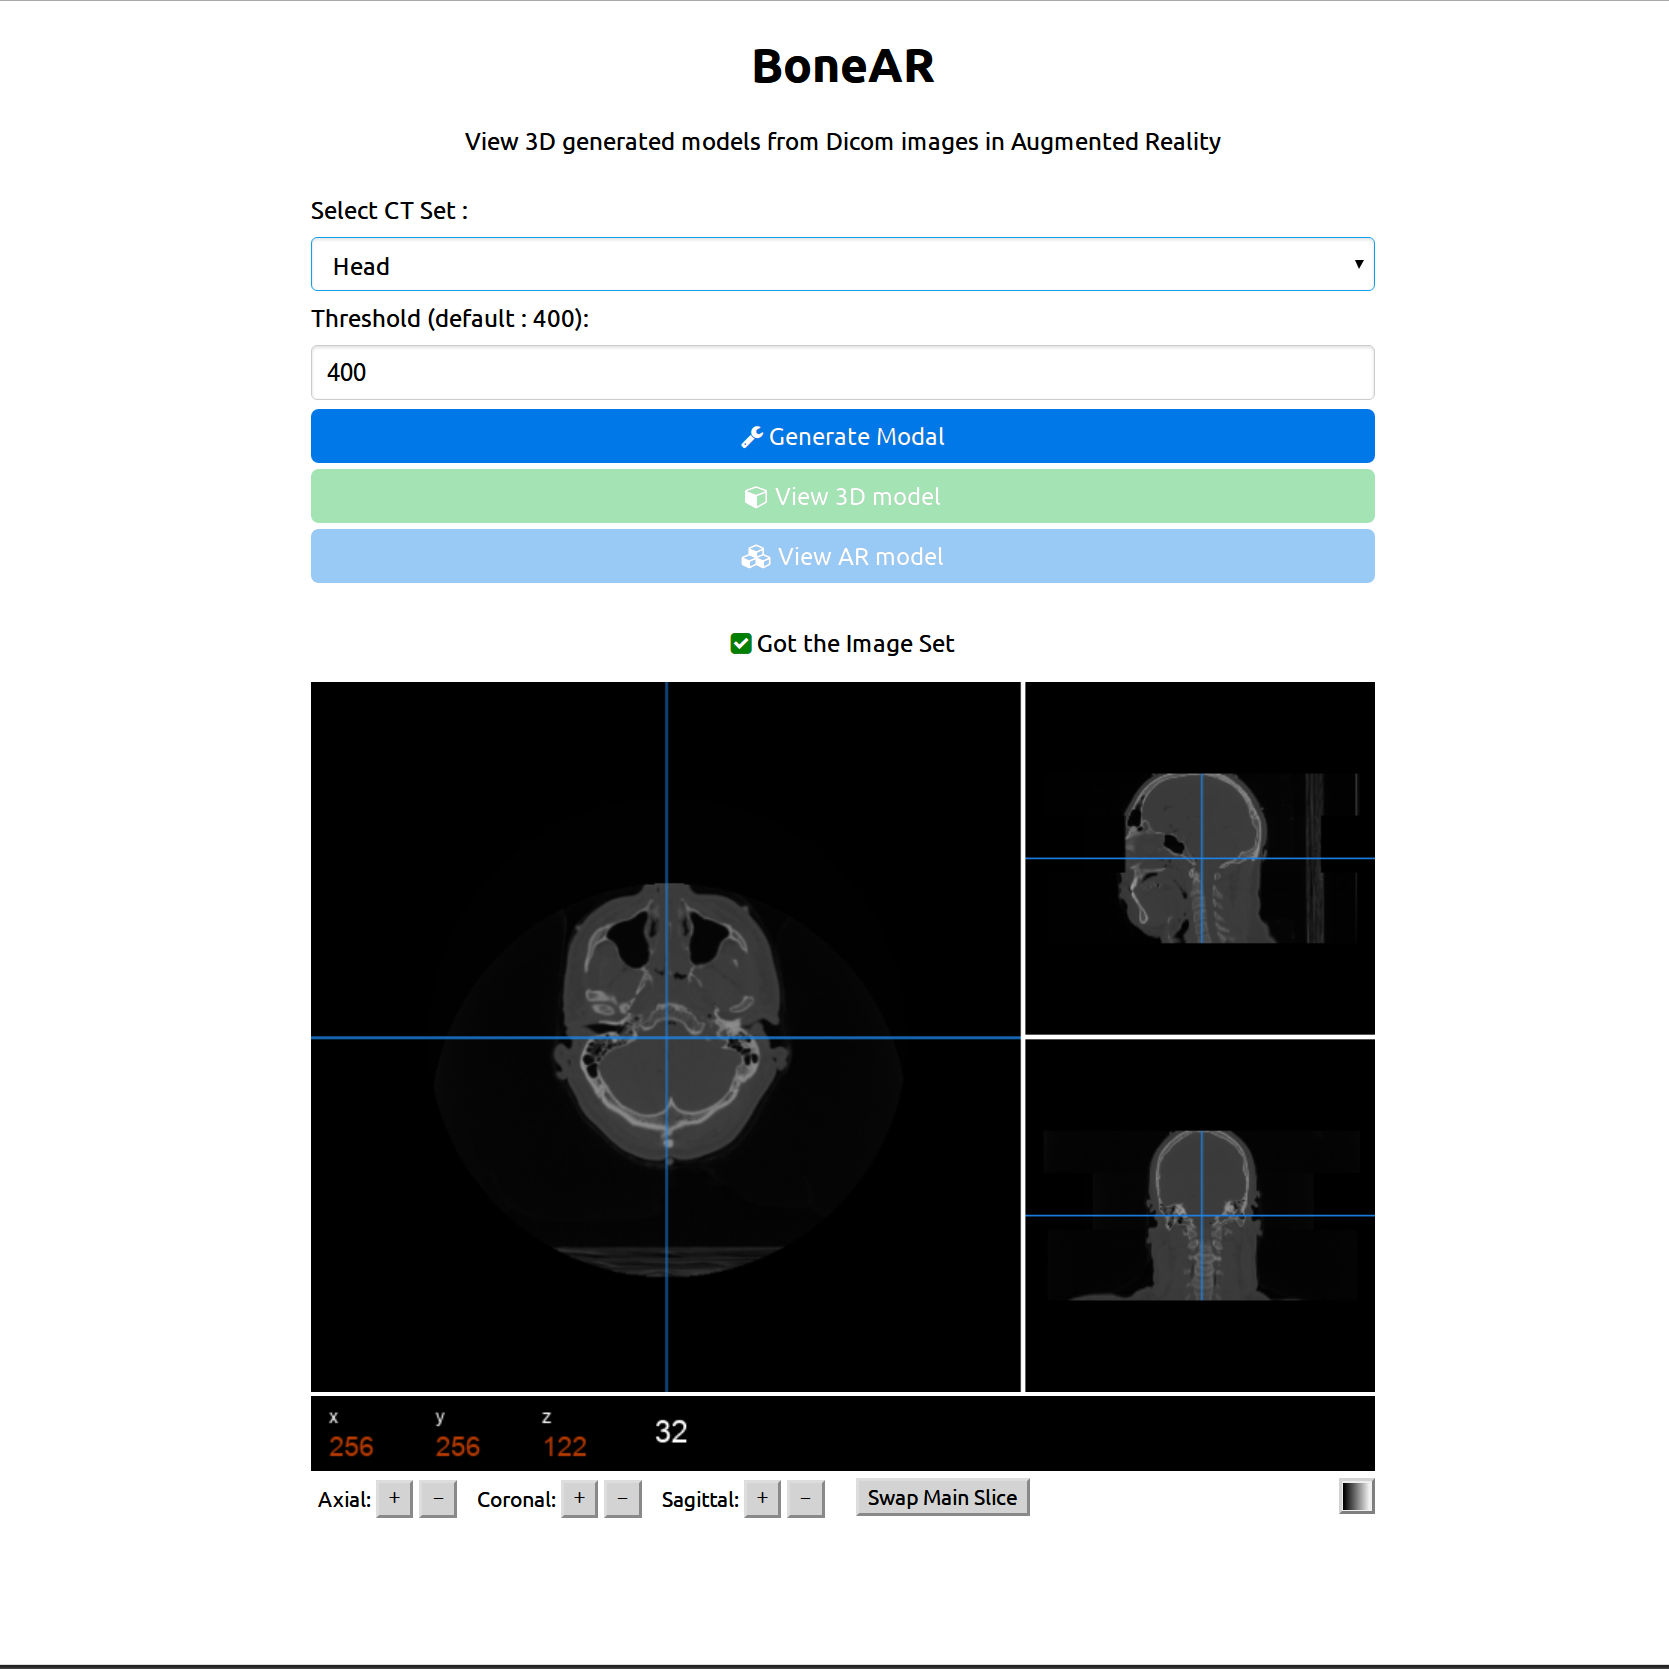 BoneAR
View 3D generated models from Dicom images in Augmented Reality
Select CT Set :
Head
Threshold (default : 400):
400
Generate Modal
View 3D model
View AR model
Got the Image Set
x y z 32
256 256 122
Axial: + − Coronal: + − Sagittal: + − Swap Main Slice